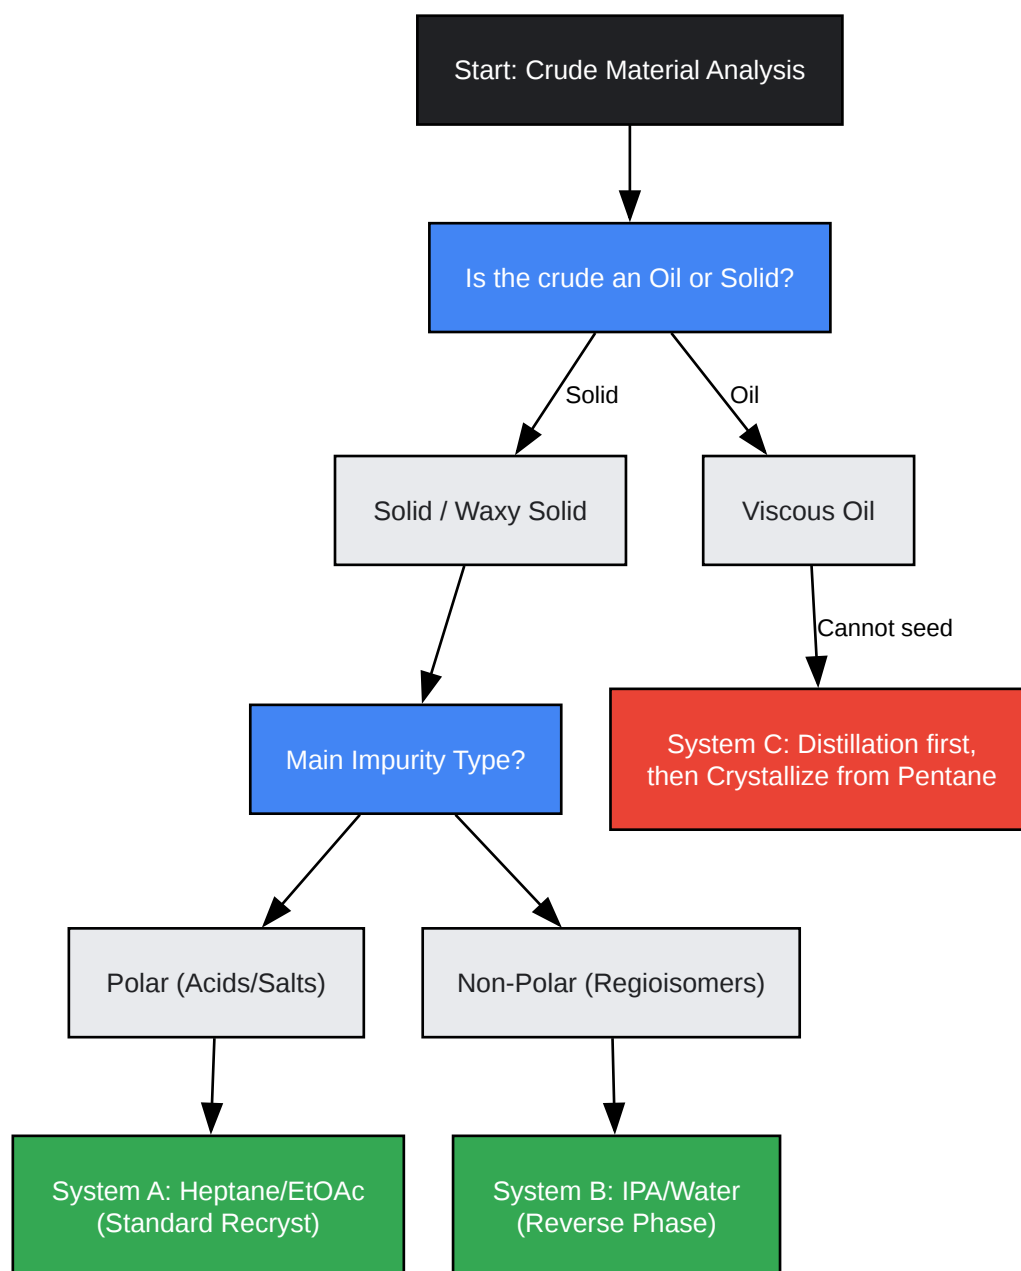 Start: Crude Material Analysis
Is the crude an Oil or Solid?
Solid
Oil
Solid / Waxy Solid
Viscous Oil
Cannot seed
Main Impurity Type?
System C: Distillation first,
then Crystallize from Pentane
Polar (Acids/Salts)
Non-Polar (Regioisomers)
System A: Heptane/EtOAc
(Standard Recryst)
System B: IPA/Water
(Reverse Phase)